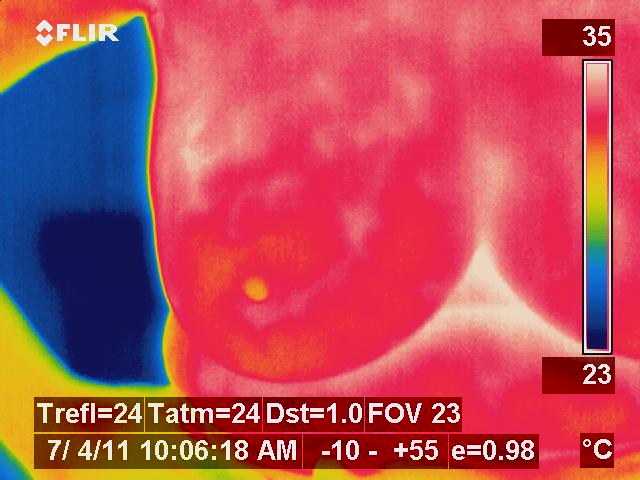 FLIR
35
23
Trefl=24 Tatm=24 Dst=1.0 FOV 23
7/ 4/11 10:06:18 AM -10 - +55 e=0.98 °C